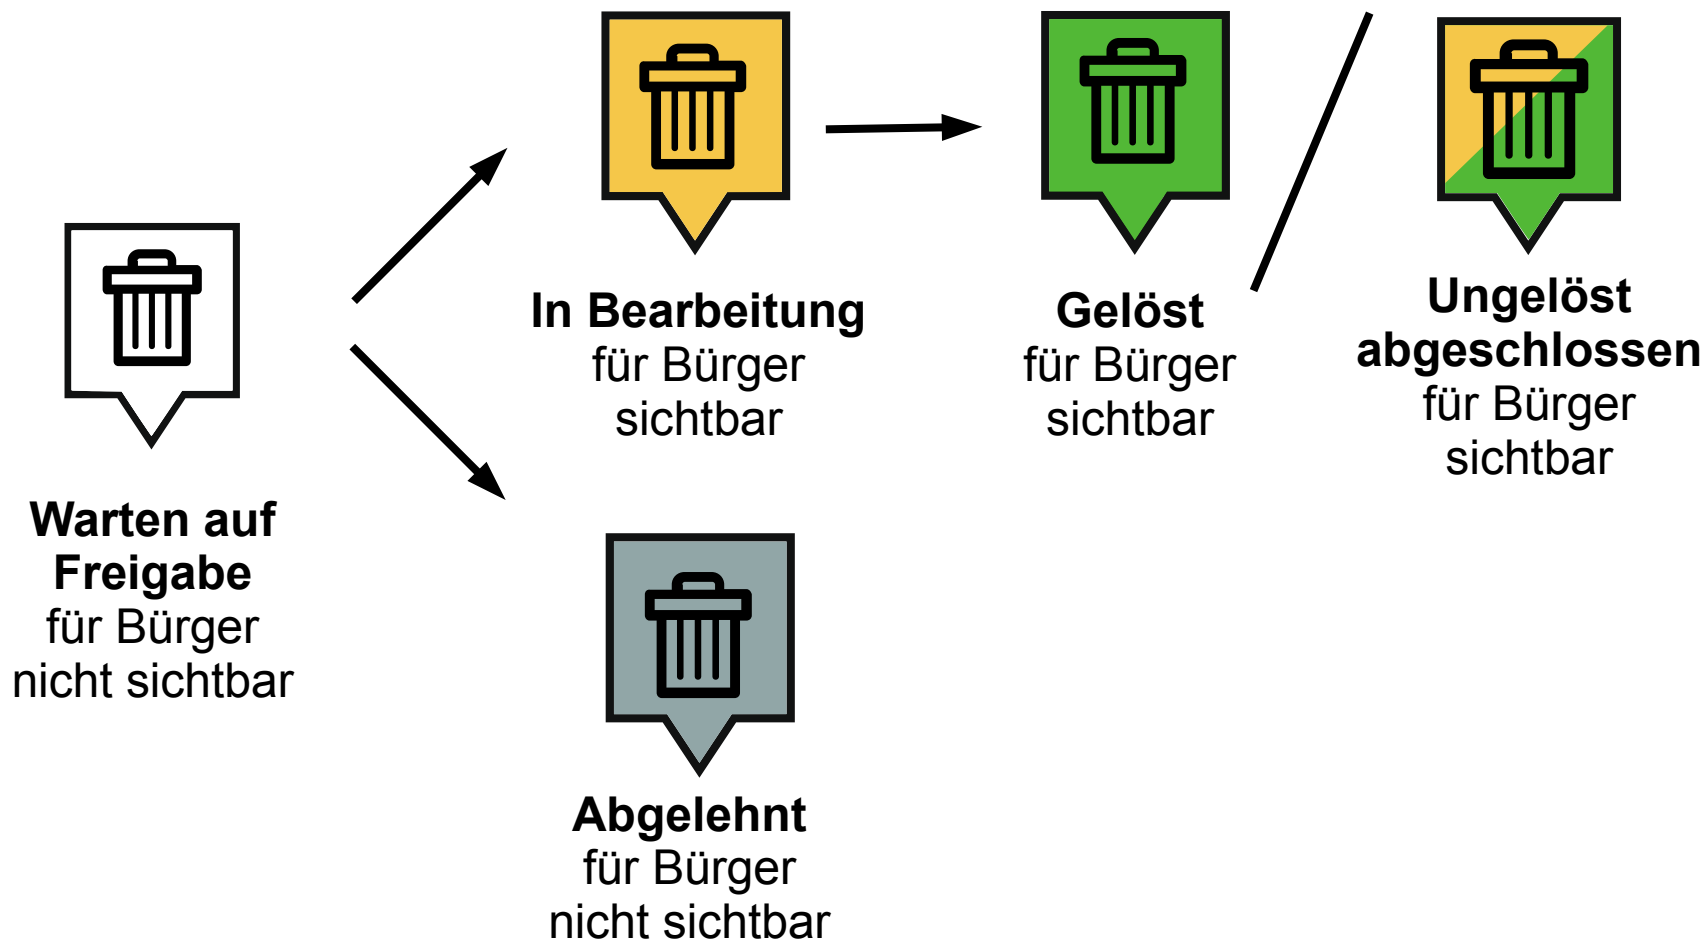 Warten auf
Freigabe
für Bürger
nicht sichtbar
In Bearbeitung
für Bürger
sichtbar
Gelöst
für Bürger
sichtbar
Ungelöst
abgeschlossen
für Bürger
sichtbar
Abgelehnt
für Bürger
nicht sichtbar